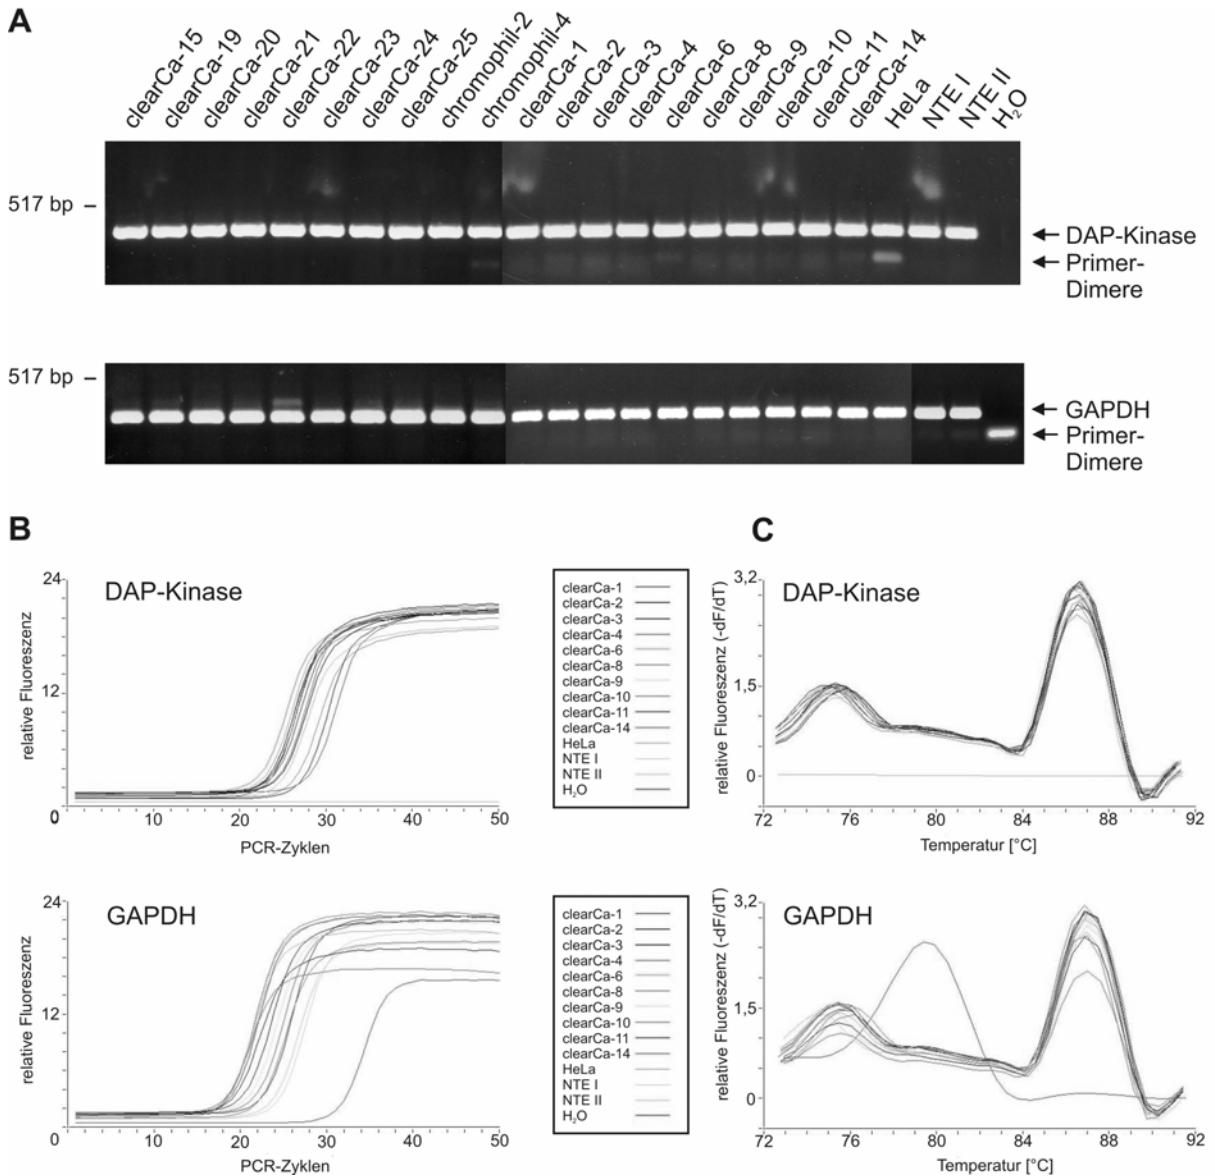 A
clearCa-15
clearCa-19
clearCa-20
clearCa-21
clearCa-22
clearCa-23
clearCa-24
clearCa-25
chromophil-2
chromophil-4
clearCa-1
clearCa-2
clearCa-3
clearCa-4
clearCa-6
clearCa-8
clearCa-9
clearCa-10
clearCa-11
clearCa-14
HeLa
NTE I
NTE II
H₂O
517 bp
DAP-Kinase
Primer-
Dimere
517 bp
GAPDH
Primer-
Dimere
B
DAP-Kinase
relative Fluoreszenz
24
12
0
0 10 20 30 40 50
PCR-Zyklen
clearCa-1
clearCa-2
clearCa-3
clearCa-4
clearCa-6
clearCa-8
clearCa-9
clearCa-10
clearCa-11
clearCa-14
HeLa
NTE I
NTE II
H₂O
C
DAP-Kinase
relative Fluoreszenz (-dF/dT)
3,2
1,5
0
72 76 80 84 88 92
Temperatur [°C]
GAPDH
relative Fluoreszenz
24
12
0
10 20 30 40 50
PCR-Zyklen
clearCa-1
clearCa-2
clearCa-3
clearCa-4
clearCa-6
clearCa-8
clearCa-9
clearCa-10
clearCa-11
clearCa-14
HeLa
NTE I
NTE II
H₂O
GAPDH
relative Fluoreszenz (-dF/dT)
3,2
1,5
0
72 76 80 84 88 92
Temperatur [°C]